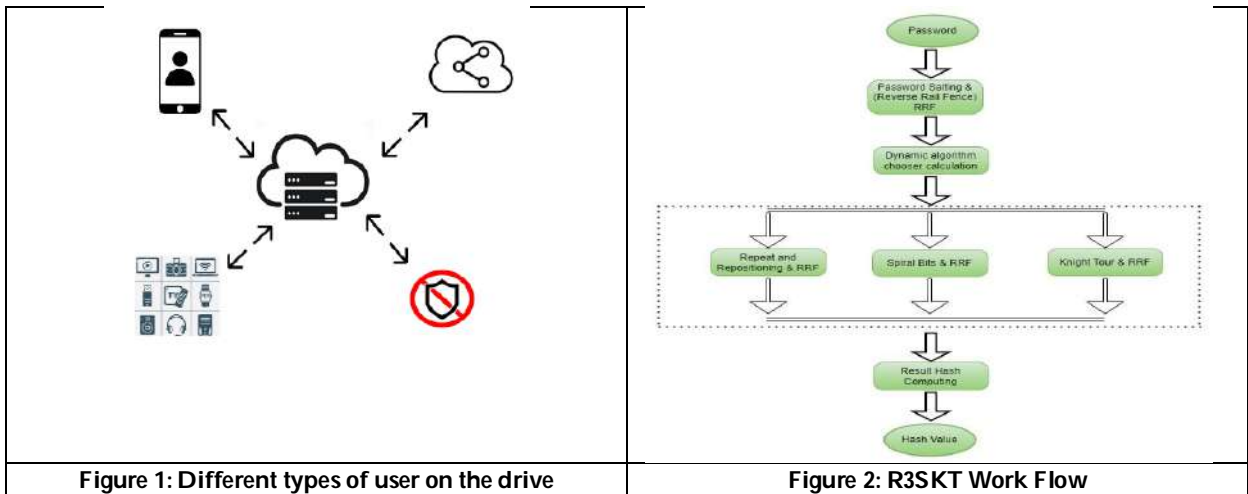 Password
Password Salting &
(Reverse Rail Fence)
RRF
Dynamic algorithm
chooser calculation
Repeat and
Repositioning & RRF
Spiral Bits & RRF
Knight Tour & RRF
Result Hash
Computing
Hash Value
Figure 1: Different types of user on the drive
Figure 2: R3SKT Work Flow